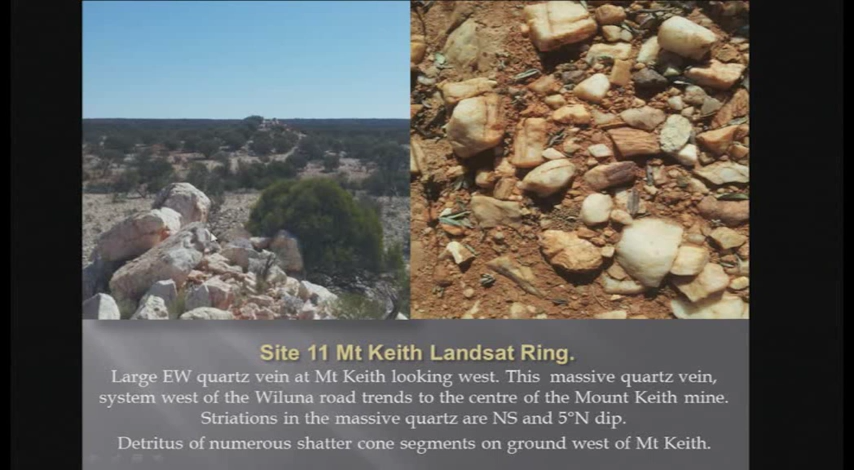 Site 11 Mt Keith Landsat Ring.
Large EW quartz vein at Mt Keith looking west. This massive quartz vein,
system west of the Wiluna road trends to the centre of the Mount Keith mine.
Striations in the massive quartz are NS and 5°N dip.
Detritus of numerous shatter cone segments on ground west of Mt Keith.